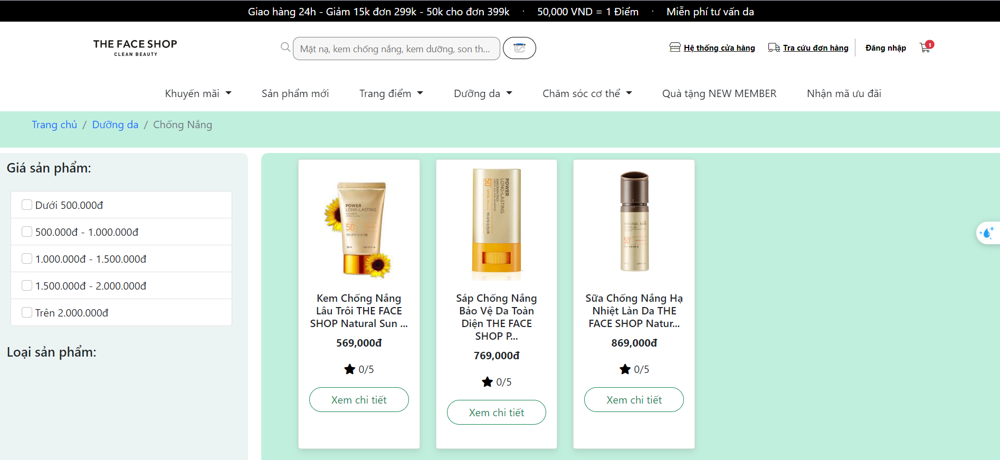 Giao hàng 24h - Giảm 15k đơn 299k - 50k cho đơn 399k · 50,000 VND = 1 Điểm · Miễn phí tư vấn da
THE FACE SHOP
CLEAN BEAUTY
Mặt nạ, kem chống nắng, kem dưỡng, son th...
Hệ thống cửa hàng
Tra cứu đơn hàng
Đăng nhập
1
Khuyến mãi
Sản phẩm mới
Trang điểm
Dưỡng da
Chăm sóc cơ thể
Quà tặng NEW MEMBER
Nhận mã ưu đãi
Trang chủ / Dưỡng da / Chống Nắng
Giá sản phẩm:
Dưới 500.000đ
500.000đ - 1.000.000đ
1.000.000đ - 1.500.000đ
1.500.000đ - 2.000.000đ
Trên 2.000.000đ
Loại sản phẩm:
POWER
LONG-LASTING
50+
Kem Chống Nắng
Lâu Trôi THE FACE
SHOP Natural Sun ...
569,000đ
0/5
Xem chi tiết
POWER
LONG-LASTING
50+
Sáp Chống Nắng
Bảo Vệ Da Toàn
Diện THE FACE
SHOP P...
769,000đ
0/5
Xem chi tiết
NATURAL SUN
50+
Sữa Chống Nắng Hạ
Nhiệt Làn Da THE
FACE SHOP Natur...
869,000đ
0/5
Xem chi tiết